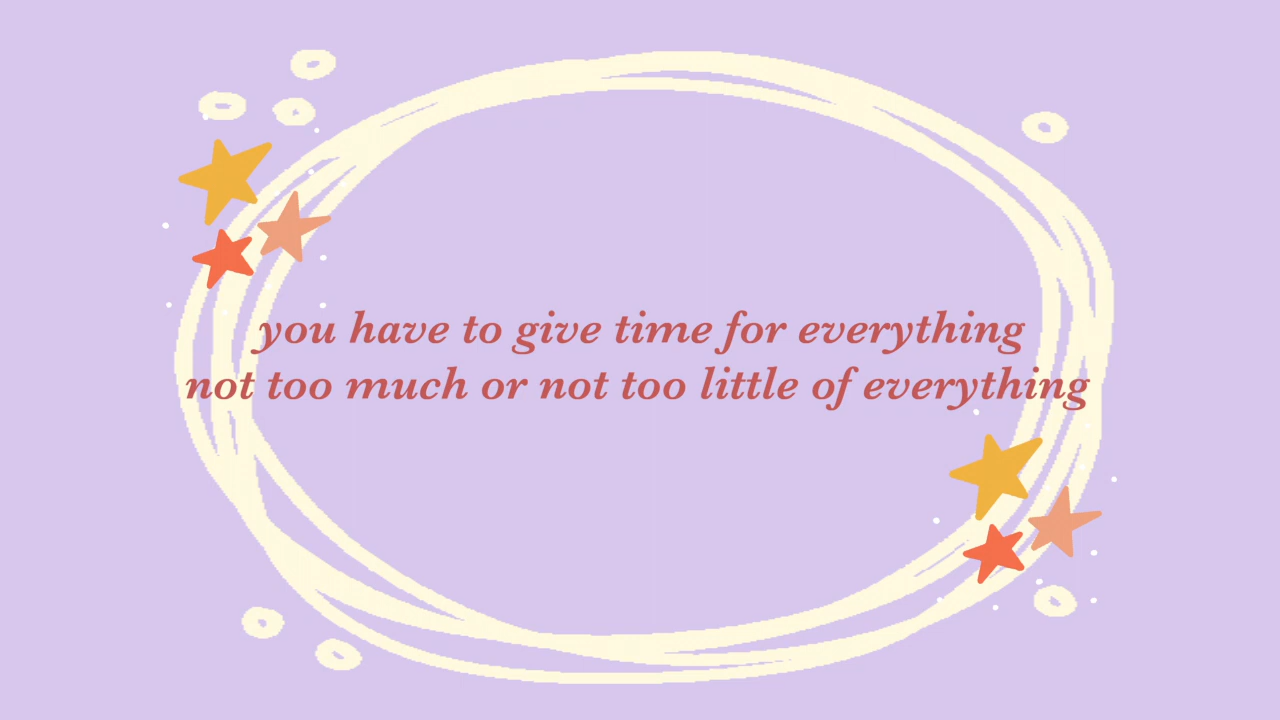 you have to give time for everything
not too much or not too little of everything